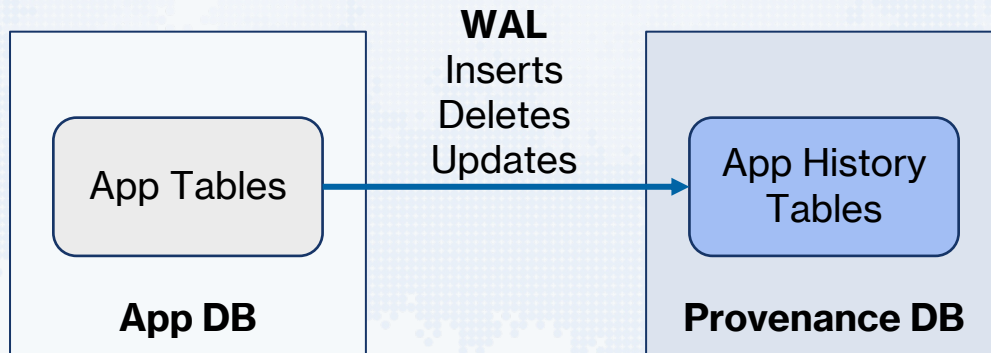 WAL
Inserts
Deletes
Updates
App Tables
App DB
App History
Tables
Provenance DB